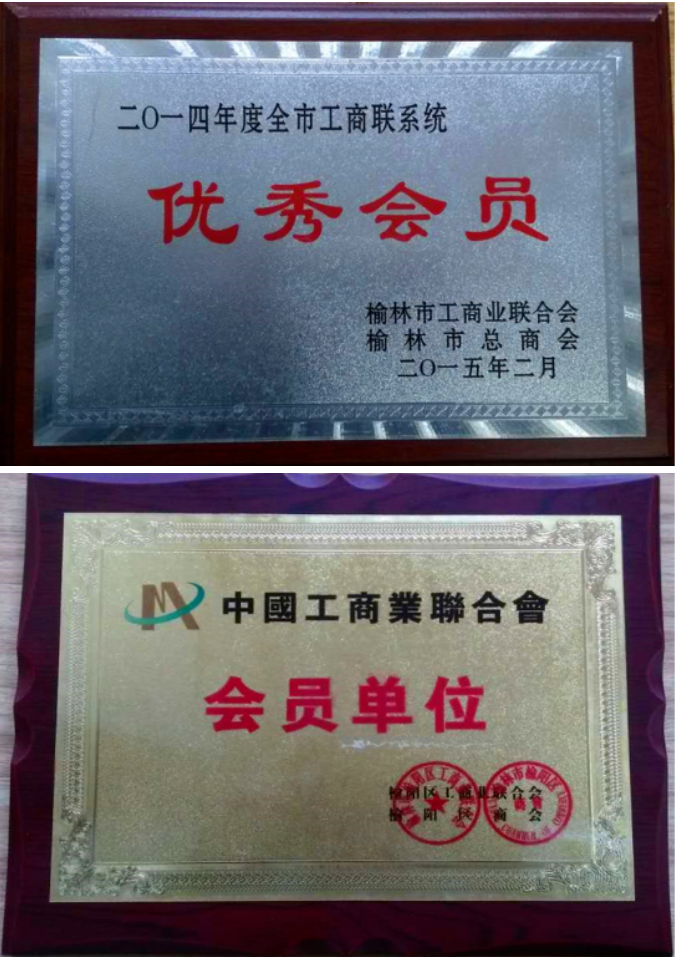 二〇一四年度全市工商联系统
优秀会员
榆林市工商业联合会
榆林市总商会
二〇一五年二月
中國工商業聯合會
会员单位
榆阳区工商业联合会
榆阳区商会